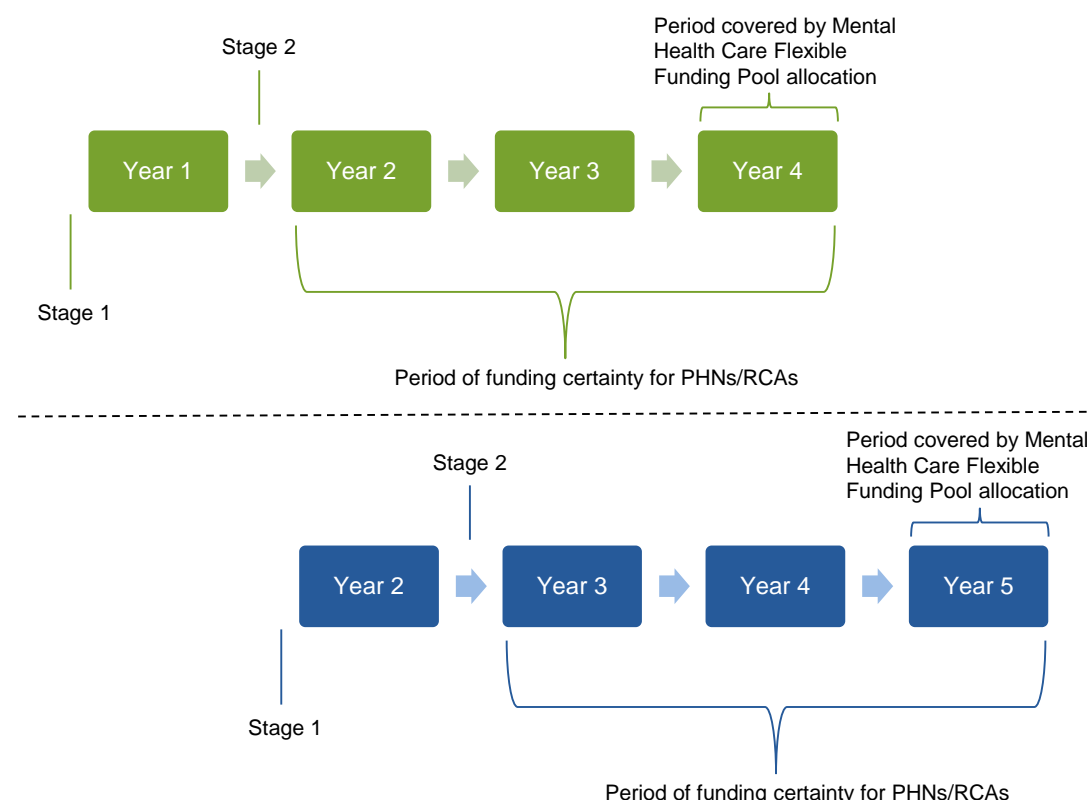 Period covered by Mental
Health Care Flexible
Funding Pool allocation
Stage 2
Year 1
Year 2
Year 3
Year 4
Stage 1
Period of funding certainty for PHNs/RCAs
Period covered by Mental
Health Care Flexible
Funding Pool allocation
Stage 2
Year 2
Year 3
Year 4
Year 5
Stage 1
Period of funding certainty for PHNs/RCAs